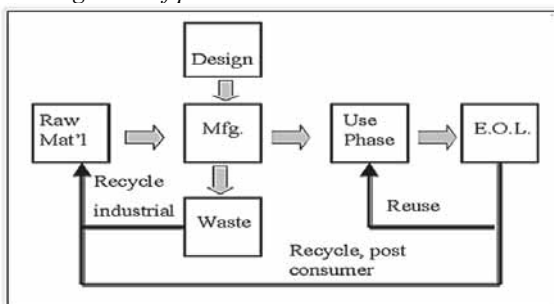 Design
Raw
Mat'l
Mfg.
Use
Phase
E.O.L.
Recycle
industrial
Waste
Reuse
Recycle, post
consumer